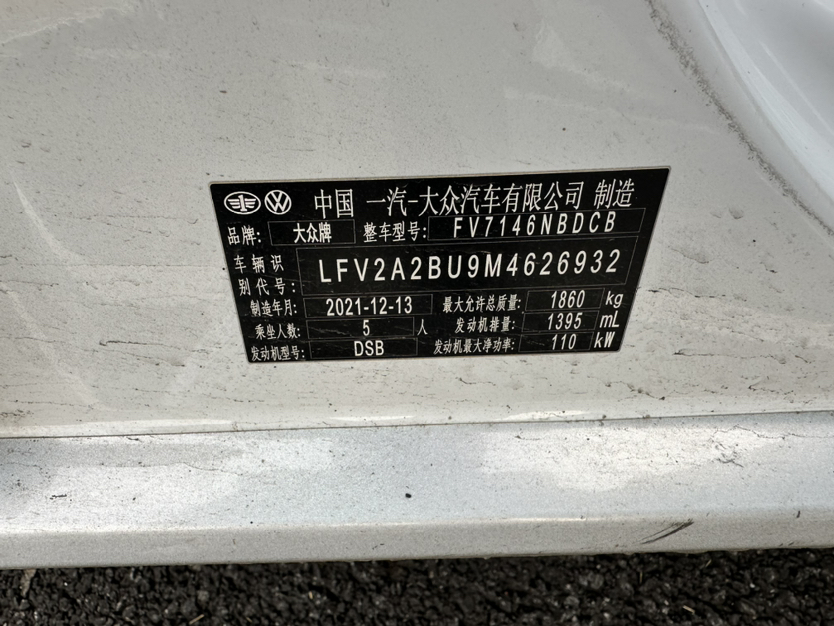 中国 一汽-大众汽车有限公司 制造
品牌: 大众牌 整车型号: FV7146NBDCB
车辆识别代号: LFV2A2BU9M4626932
制造年月: 2021-12-13 最大允许总质量: 1860 kg
乘坐人数: 5 人 发动机排量: 1395 mL
发动机型号: DSB 发动机最大净功率: 110 kW